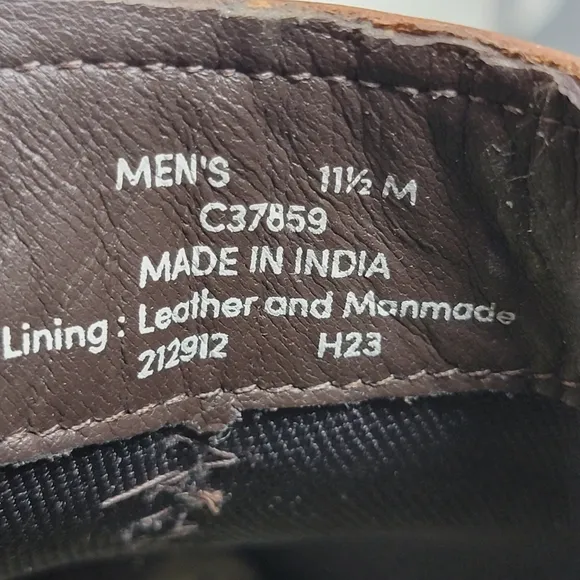 MEN'S 11½ M
C37859
MADE IN INDIA
Lining : Leather and Manmade
212912 H23